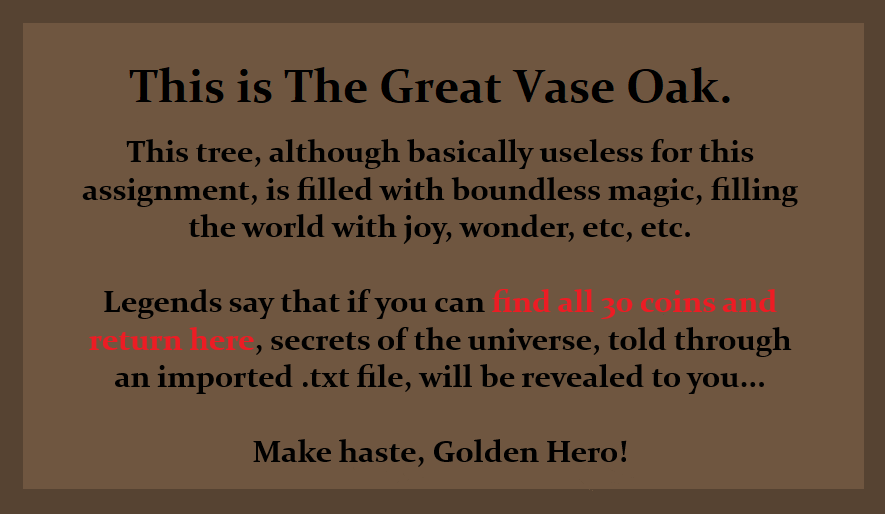 This is The Great Vase Oak.
This tree, although basically useless for this
assignment, is filled with boundless magic, filling
the world with joy, wonder, etc, etc.
Legends say that if you can find all 30 coins and
return here, secrets of the universe, told through
an imported .txt file, will be revealed to you...
Make haste, Golden Hero!